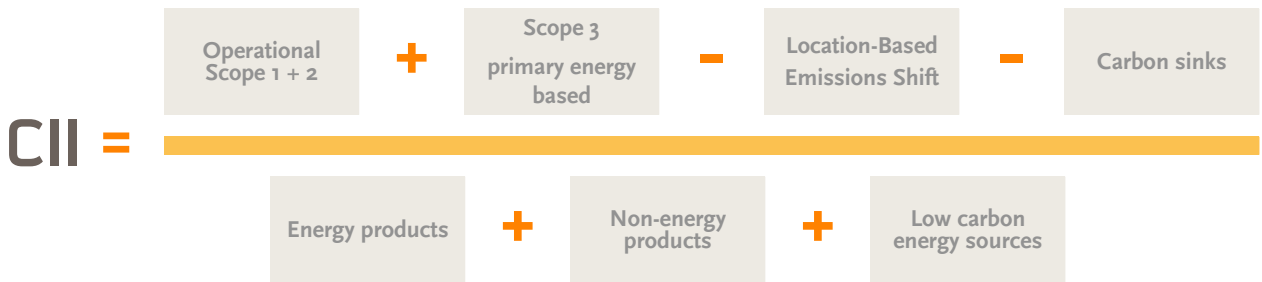 Operational
Scope 1 + 2
+
Scope 3
primary energy
based
-
Location-Based
Emissions Shift
-
Carbon sinks
CII =
Energy products
+
Non-energy
products
+
Low carbon
energy sources